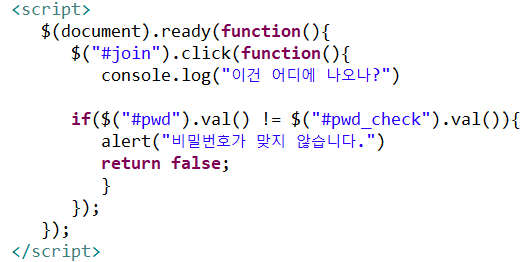 <script>
$(document).ready(function(){
$("#join").click(function(){
console.log("이건 어디에 나오나?")
if($("#pwd").val() != $("#pwd_check").val()){
alert("비밀번호가 맞지 않습니다.")
return false;
}
});
});
</script>